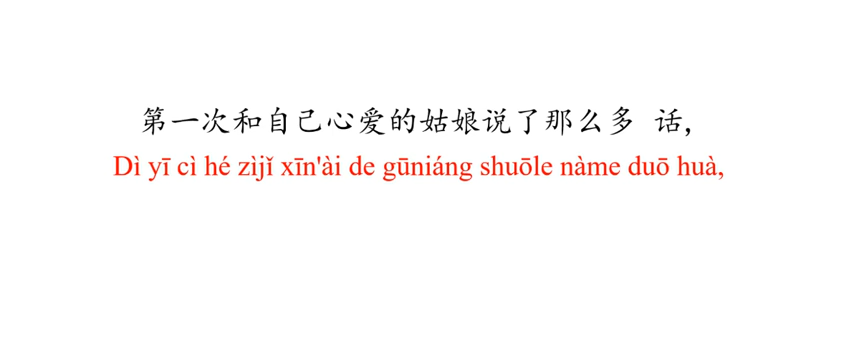 第一次和自己心爱的姑娘说了那么多 话,
Dì yī cì hé zìjǐ xīn'ài de gūniáng shuōle nàme duō huà,